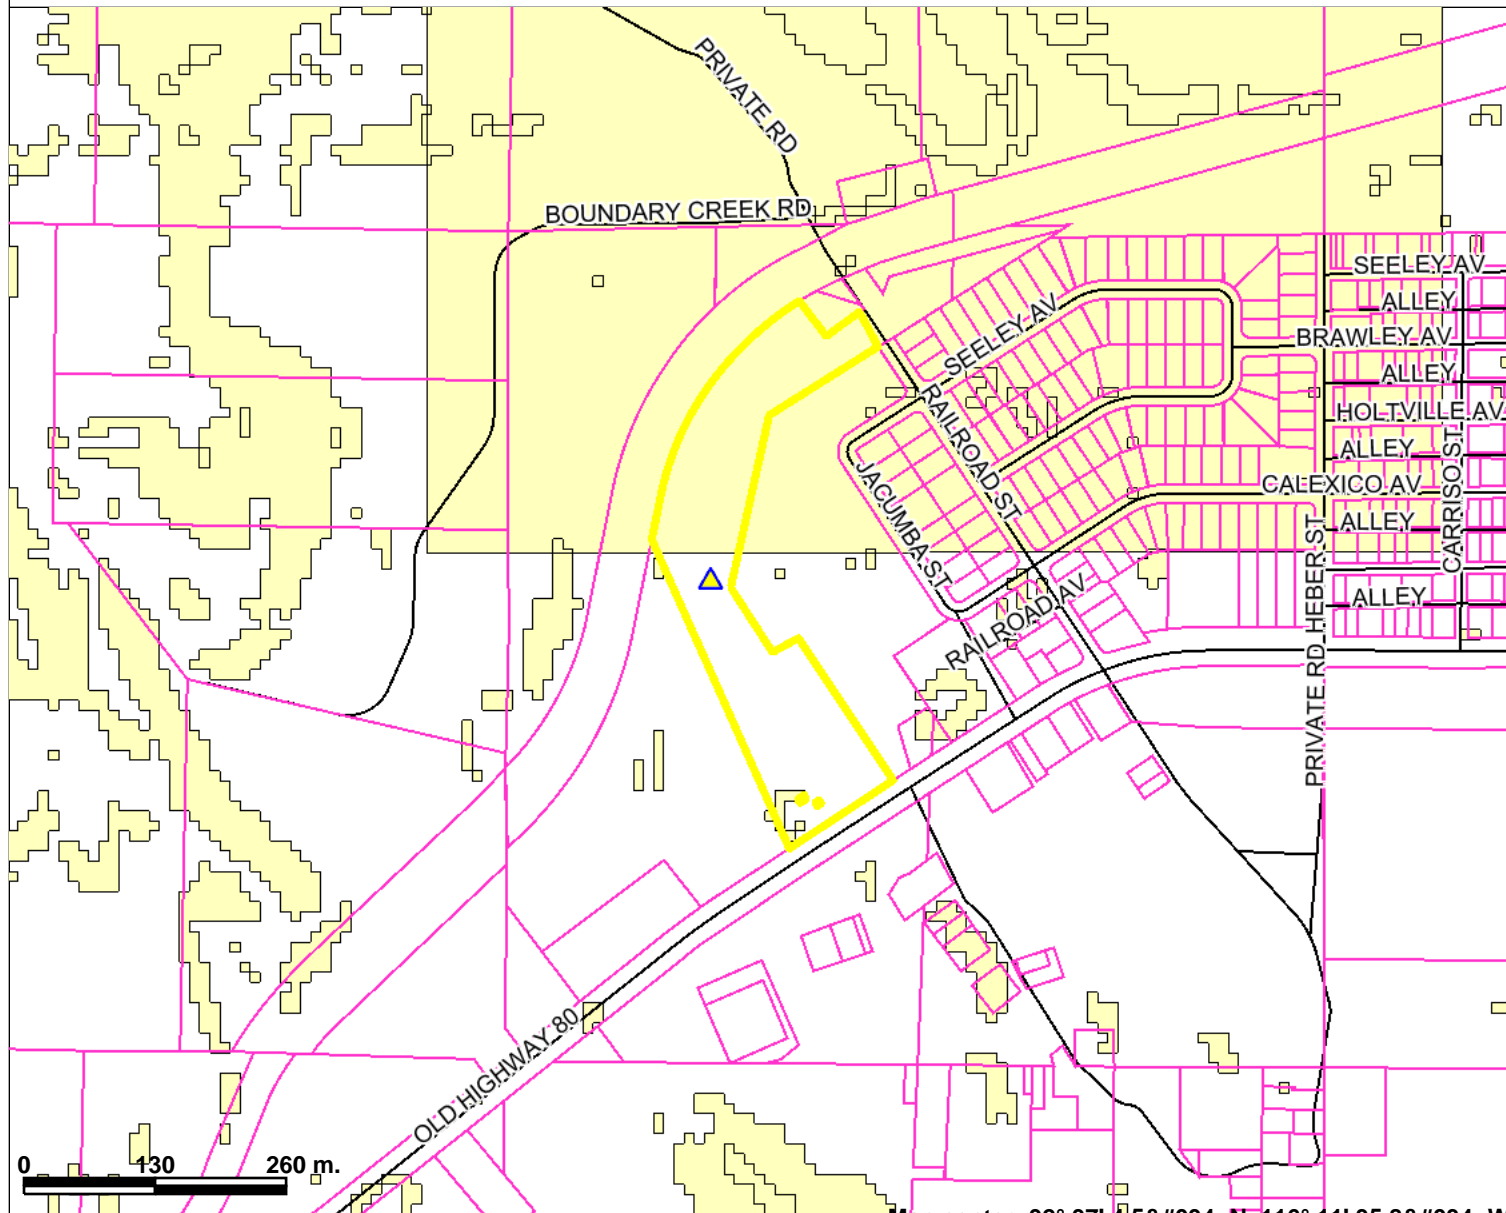 PRIVATE RD
BOUNDARY CREEK RD
SEELEY AV
ALLEY
SEELEY AV
BRAWLEY AV
ALLEY
HOLTVILLE AV
RAILROAD ST
ALLEY
CARRISO ST
CALEXICO AV
JACUMBA ST
ALLEY
HEBER ST
RAILROAD AV
ALLEY
PRIVATE RD
OLD HIGHWAY 80
0 130 260 m.